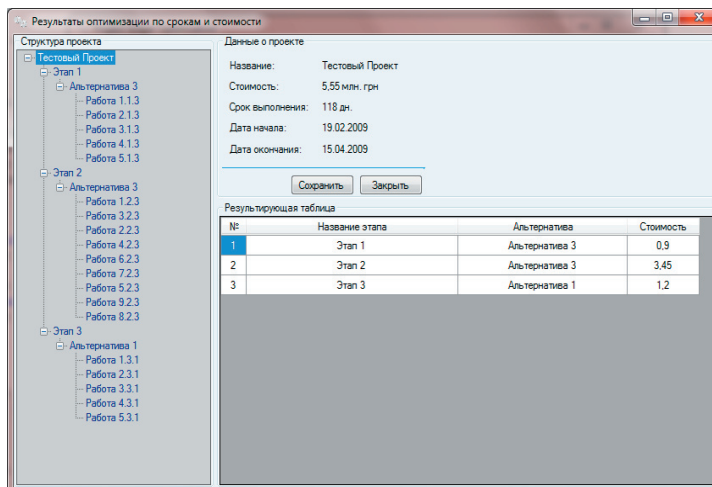 Результаты оптимизации по срокам и стоимости
Структура проекта
Тестовый Проект
Этап 1
Альтернатива 3
Работа 1.1.3
Работа 2.1.3
Работа 3.1.3
Работа 4.1.3
Работа 5.1.3
Этап 2
Альтернатива 3
Работа 1.2.3
Работа 3.2.3
Работа 2.2.3
Работа 4.2.3
Работа 6.2.3
Работа 7.2.3
Работа 5.2.3
Работа 9.2.3
Работа 8.2.3
Этап 3
Альтернатива 1
Работа 1.3.1
Работа 2.3.1
Работа 3.3.1
Работа 4.3.1
Работа 5.3.1
Данные о проекте
Название: Тестовый Проект
Стоимость: 5,55 млн. грн
Срок выполнения: 118 дн.
Дата начала: 19.02.2009
Дата окончания: 15.04.2009
Сохранить Закрыть
Результирующая таблица
№ Название этапа Альтернатива Стоимость
1 Этап 1 Альтернатива 3 0,9
2 Этап 2 Альтернатива 3 3,45
3 Этап 3 Альтернатива 1 1,2